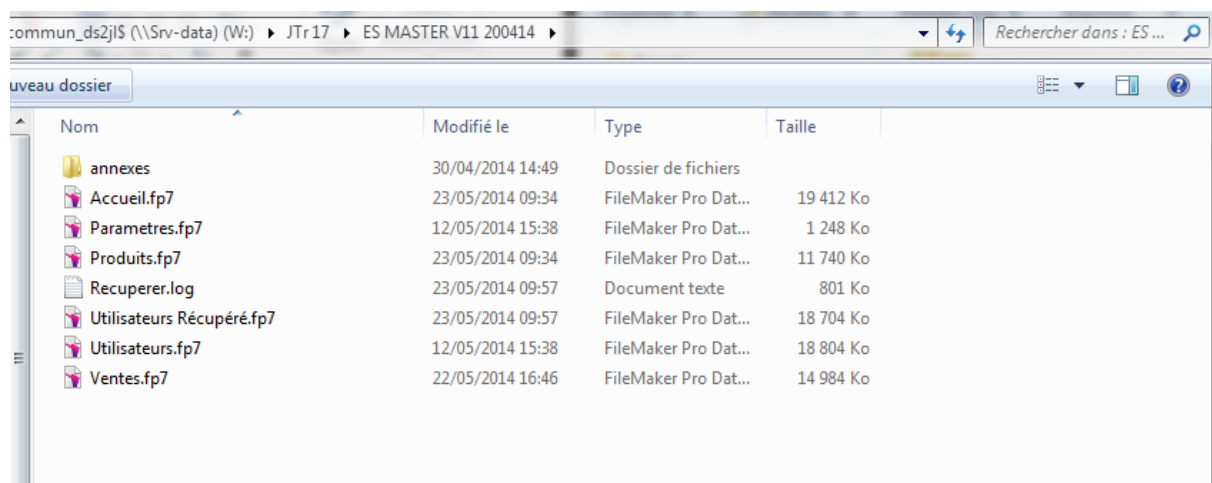 commun_ds2jl$ (\\Srv-data) (W:) ▸ JTr17 ▸ ES MASTER V11 200414 ▸ Rechercher dans : ES ...
uveau dossier
Nom Modifié le Type Taille
annexes 30/04/2014 14:49 Dossier de fichiers
Accueil.fp7 23/05/2014 09:34 FileMaker Pro Dat... 19 412 Ko
Parametres.fp7 12/05/2014 15:38 FileMaker Pro Dat... 1 248 Ko
Produits.fp7 23/05/2014 09:34 FileMaker Pro Dat... 11 740 Ko
Recuperer.log 23/05/2014 09:57 Document texte 801 Ko
Utilisateurs Récupéré.fp7 23/05/2014 09:57 FileMaker Pro Dat... 18 704 Ko
Utilisateurs.fp7 12/05/2014 15:38 FileMaker Pro Dat... 18 804 Ko
Ventes.fp7 22/05/2014 16:46 FileMaker Pro Dat... 14 984 Ko